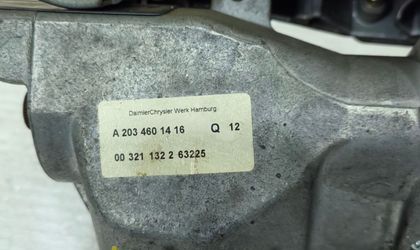 DaimlerChrysler Werk Hamburg
A 203 460 14 16 Q 12
00 321 132 2 63225